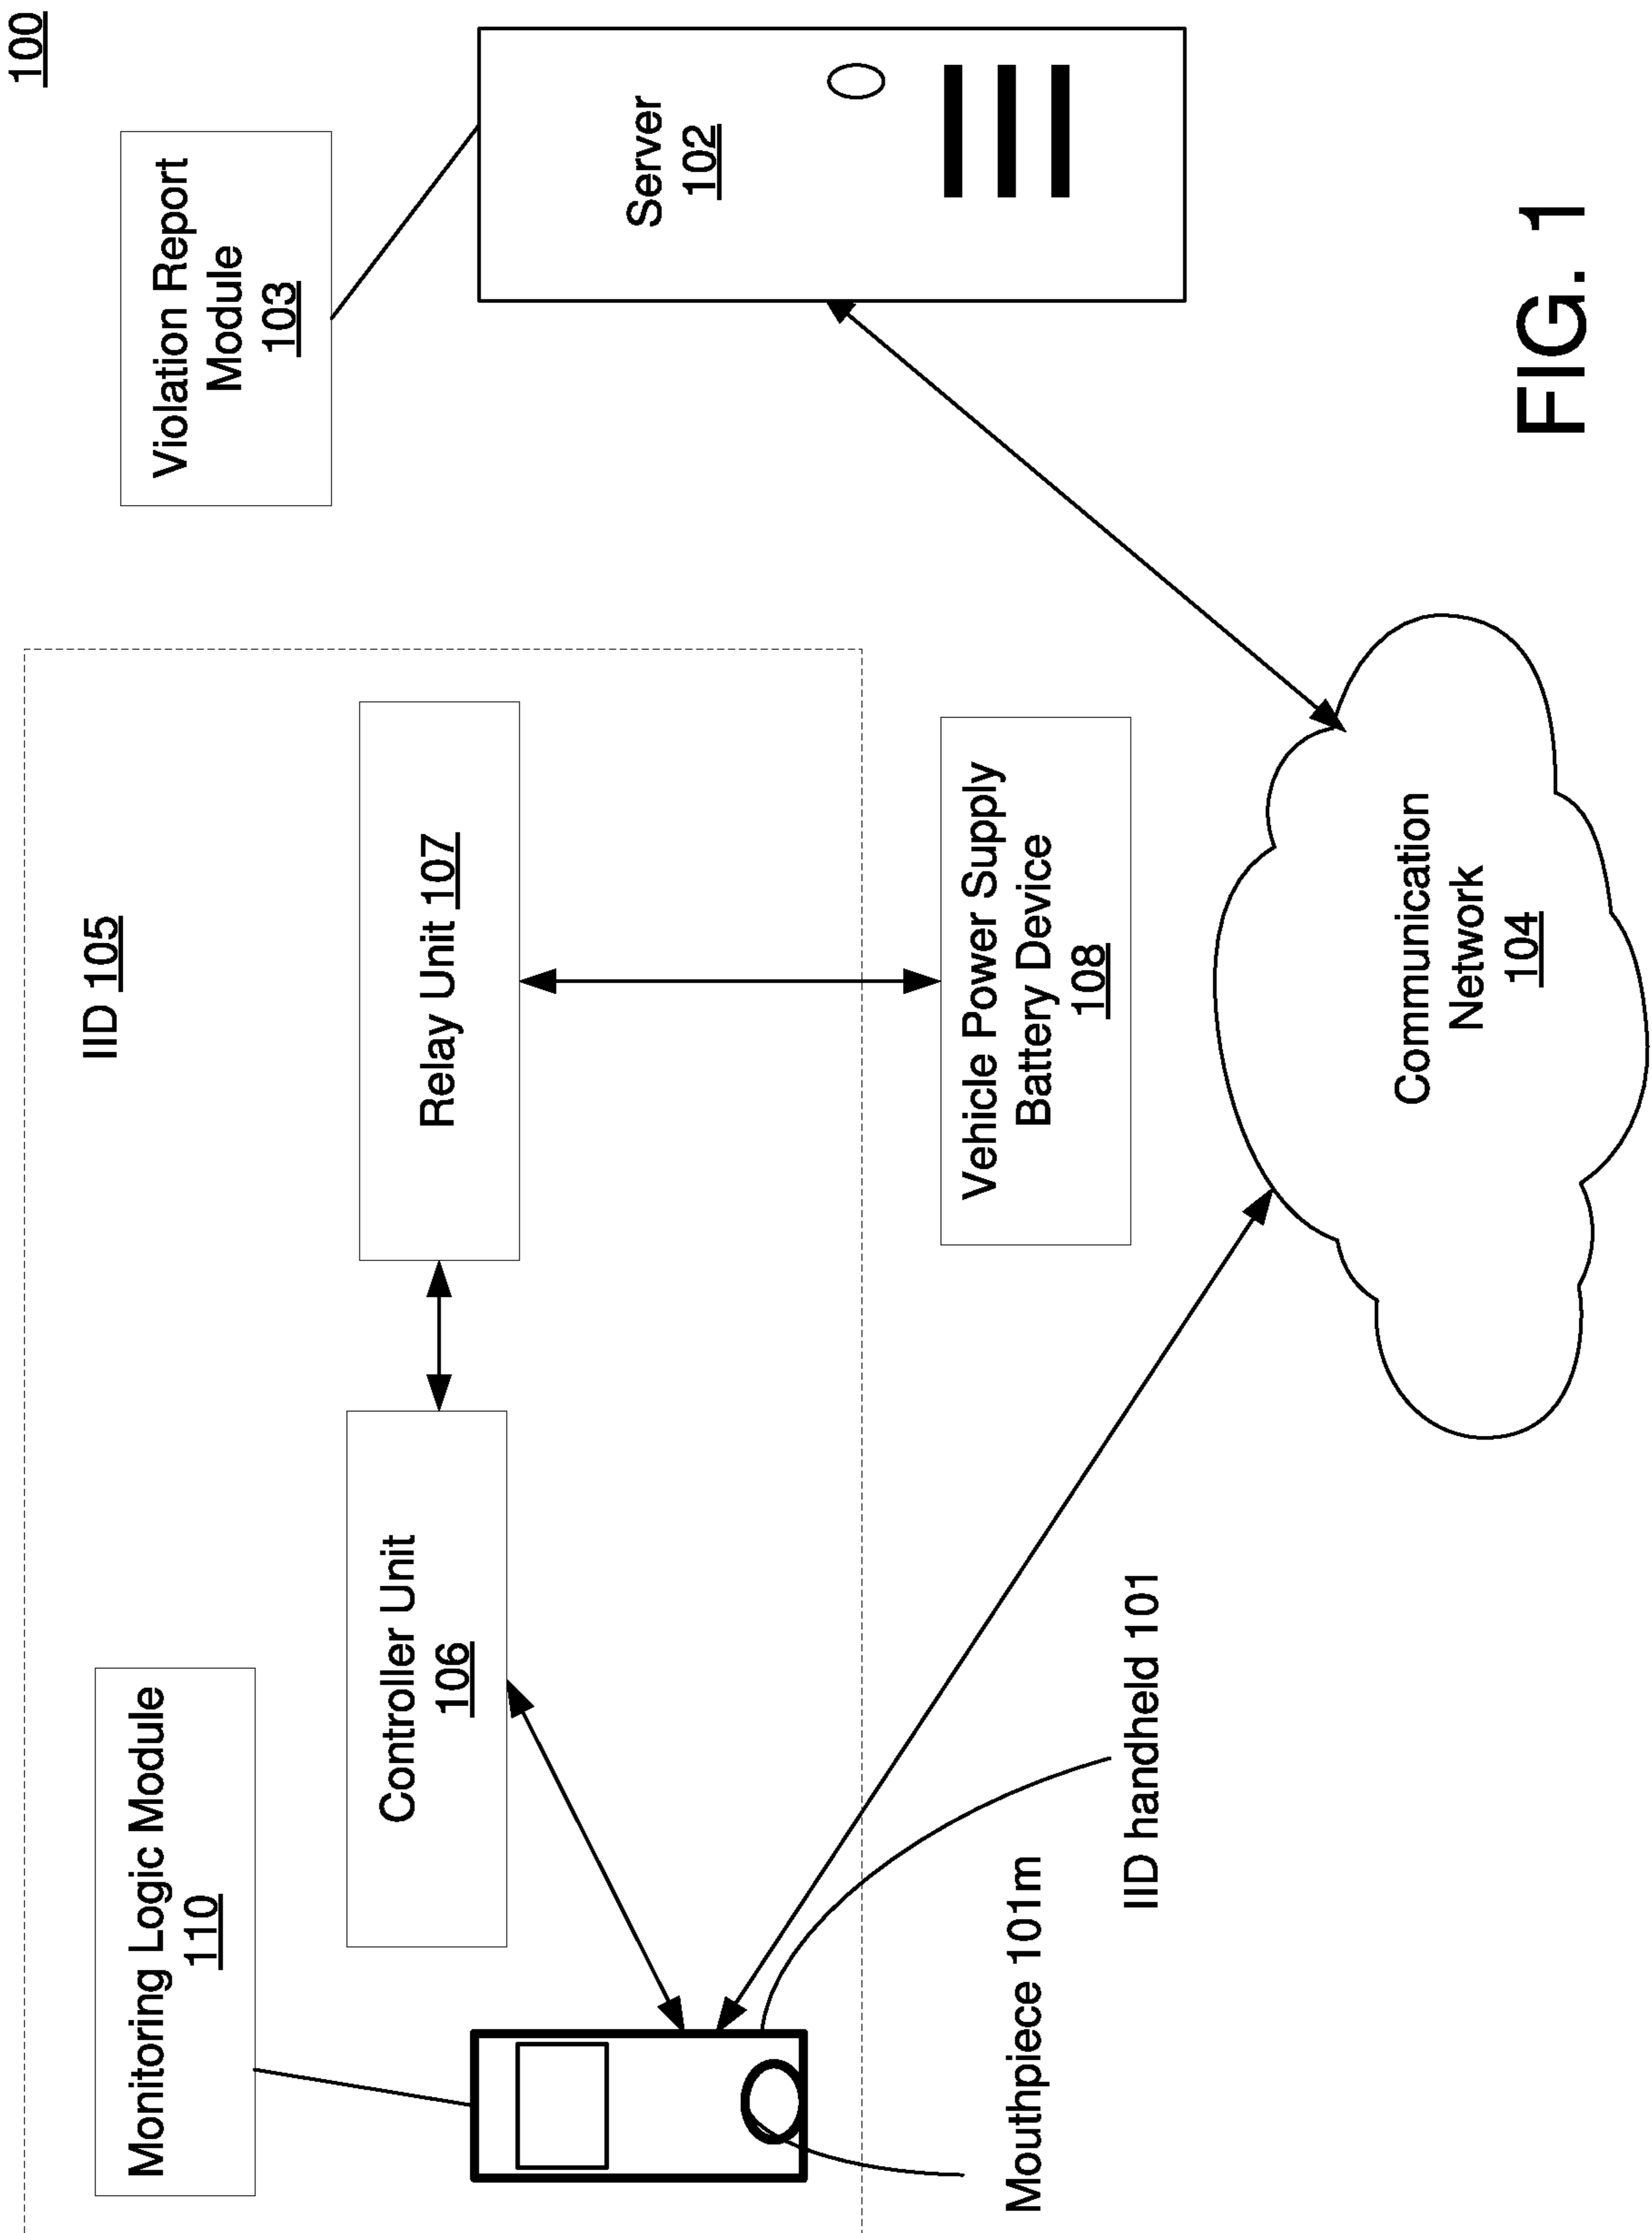 100
IID 105
Violation Report
Module
103
Monitoring Logic Module
110
Controller Unit
106
Relay Unit 107
Server
102
Vehicle Power Supply
Battery Device
108
Mouthpiece 101m
IID handheld 101
Communication
Network
104
FIG. 1